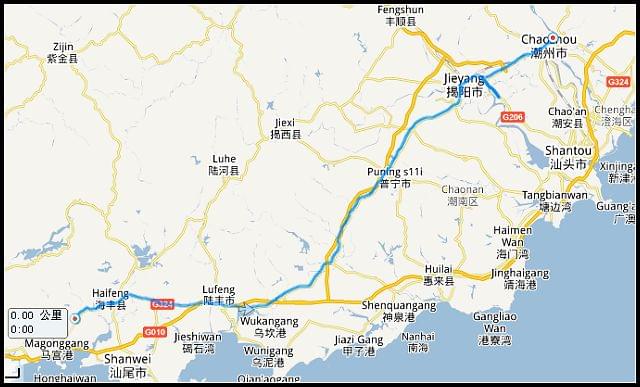 Fengshun
丰顺县
Chaozhou
潮州市
Zijin
紫金县
Jieyang
揭阳市
G324
Chao'an
潮安县
Chengha
澄海区
G206
Jiexi
揭西县
Shantou
汕头市
Xinjing
新津
Luhe
陆河县
Puning s11i
普宁市
Chaonan
潮南区
Tangbianwan
塘边湾
Guang'a
广澳
Haimen
Wan
海门湾
Haifeng
海丰县
G324
Lufeng
陆丰市
Huilai
惠来县
Jinghaigang
靖海港
0.00 公里
0:00
G010
Shenquangang
神泉港
Gangliao
Wan
港寮湾
Wukangang
乌坎港
Magonggang
马宫港
Jieshiwan
碣石湾
Jiazi Gang
甲子港
Nanhai
南海
Shanwei
汕尾市
Wunigang
乌泥港
Honghaiwan
Qian'aogang